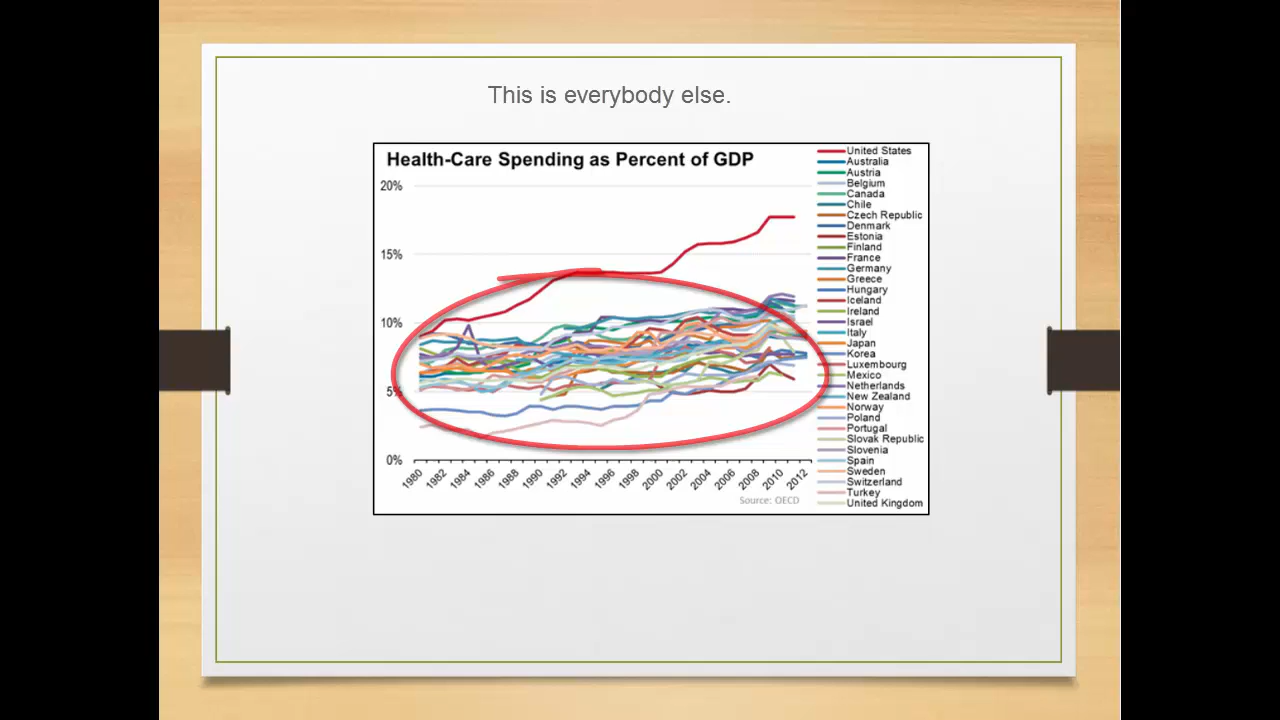 This is everybody else.
Health-Care Spending as Percent of GDP
20%
15%
10%
5%
0%
1980 1982 1984 1986 1988 1990 1992 1994 1996 1998 2000 2002 2004 2006 2008 2010 2012
Source: OECD
United States
Australia
Austria
Belgium
Canada
Chile
Czech Republic
Denmark
Estonia
Finland
France
Germany
Greece
Hungary
Iceland
Ireland
Israel
Italy
Japan
Korea
Luxembourg
Mexico
Netherlands
New Zealand
Norway
Poland
Portugal
Slovak Republic
Slovenia
Spain
Sweden
Switzerland
Turkey
United Kingdom